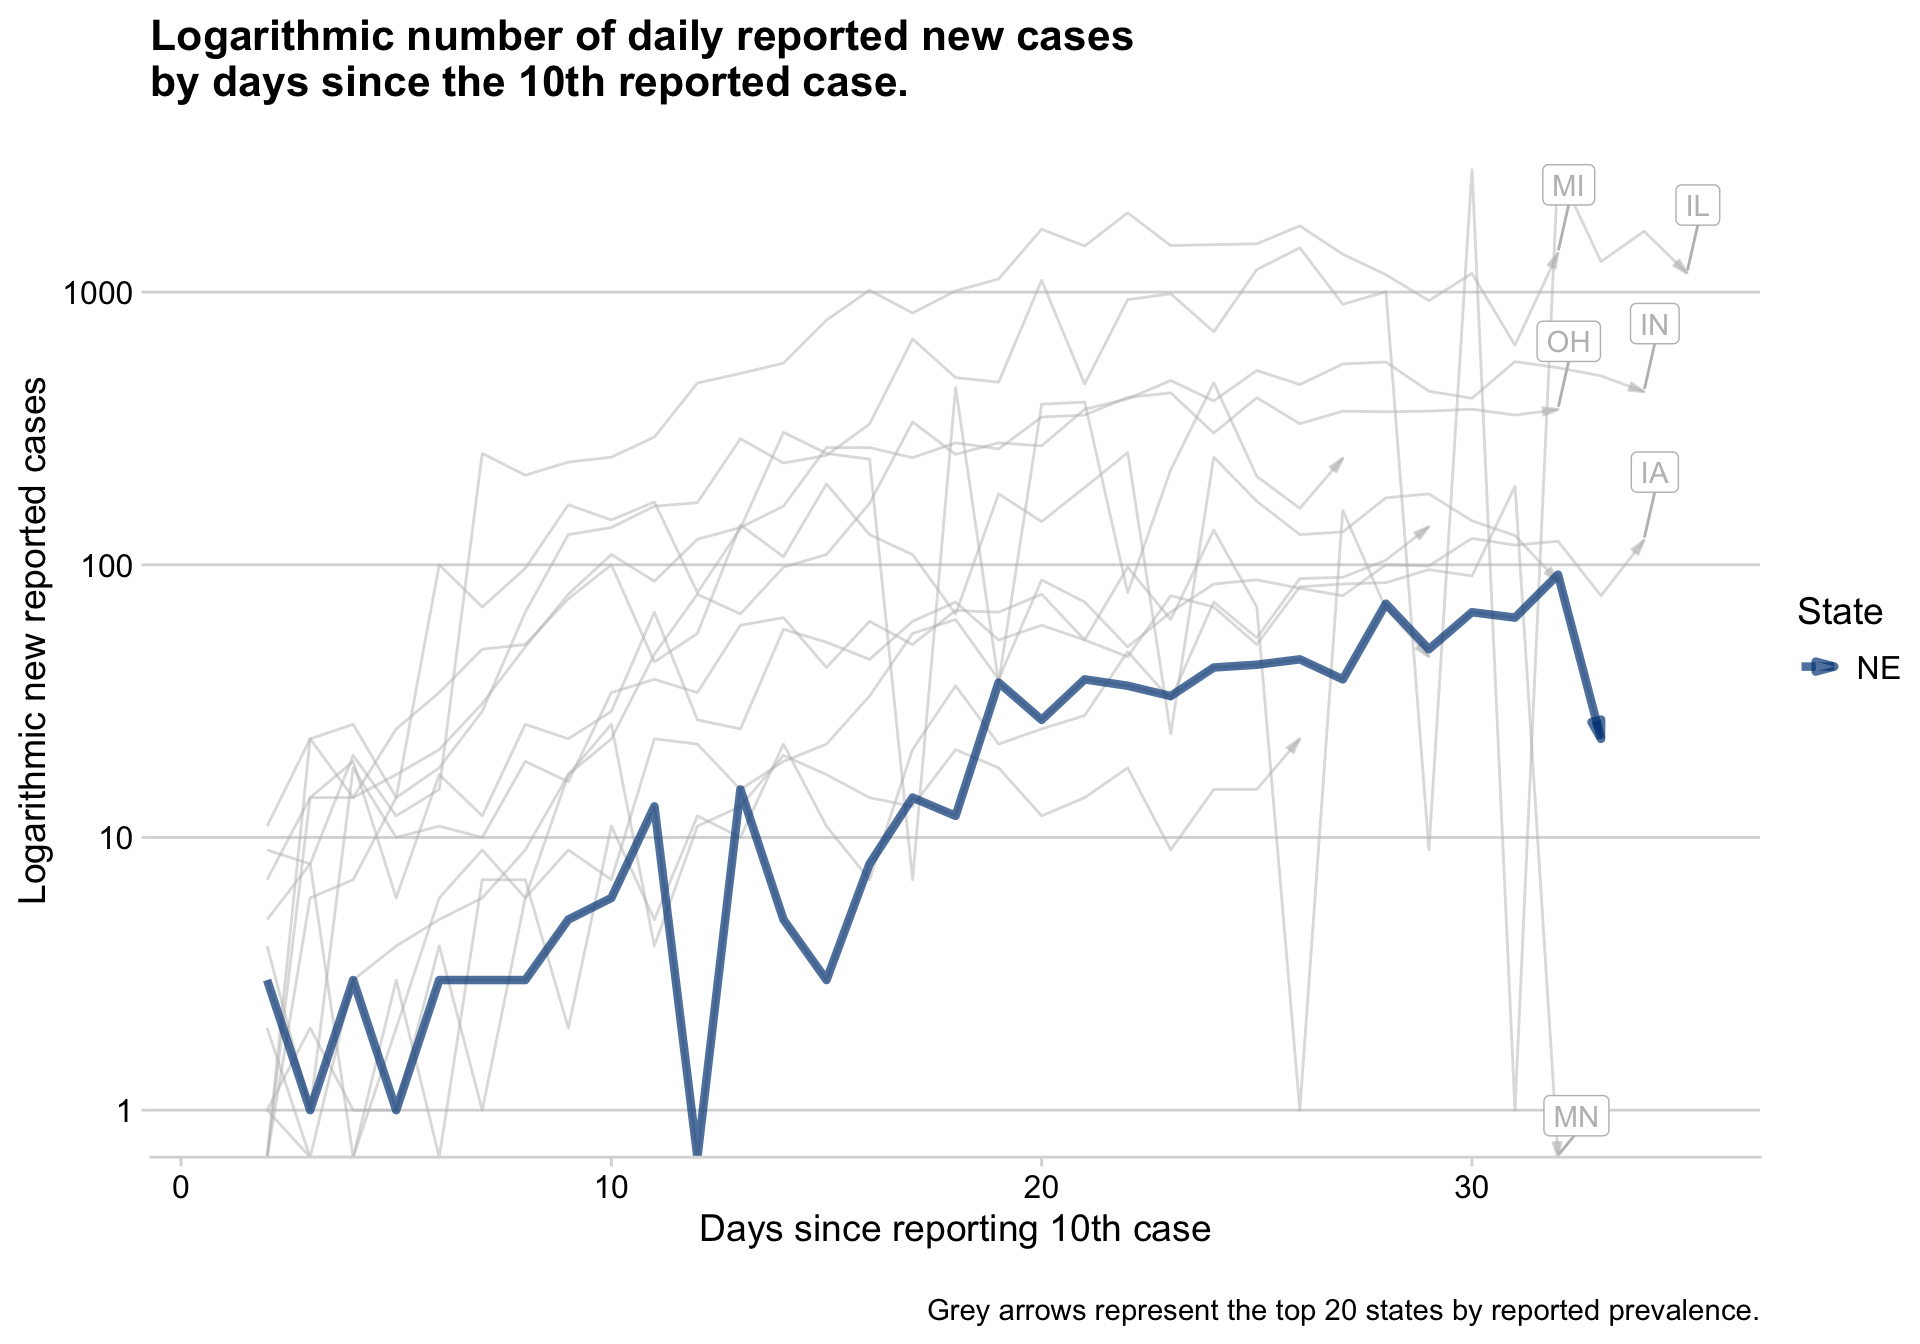 Logarithmic number of daily reported new cases
by days since the 10th reported case.
MI
IL
1000
IN
OH
IA
100
10
1
MN
Logarithmic new reported cases
State
NE
0
10
20
30
Days since reporting 10th case
Grey arrows represent the top 20 states by reported prevalence.